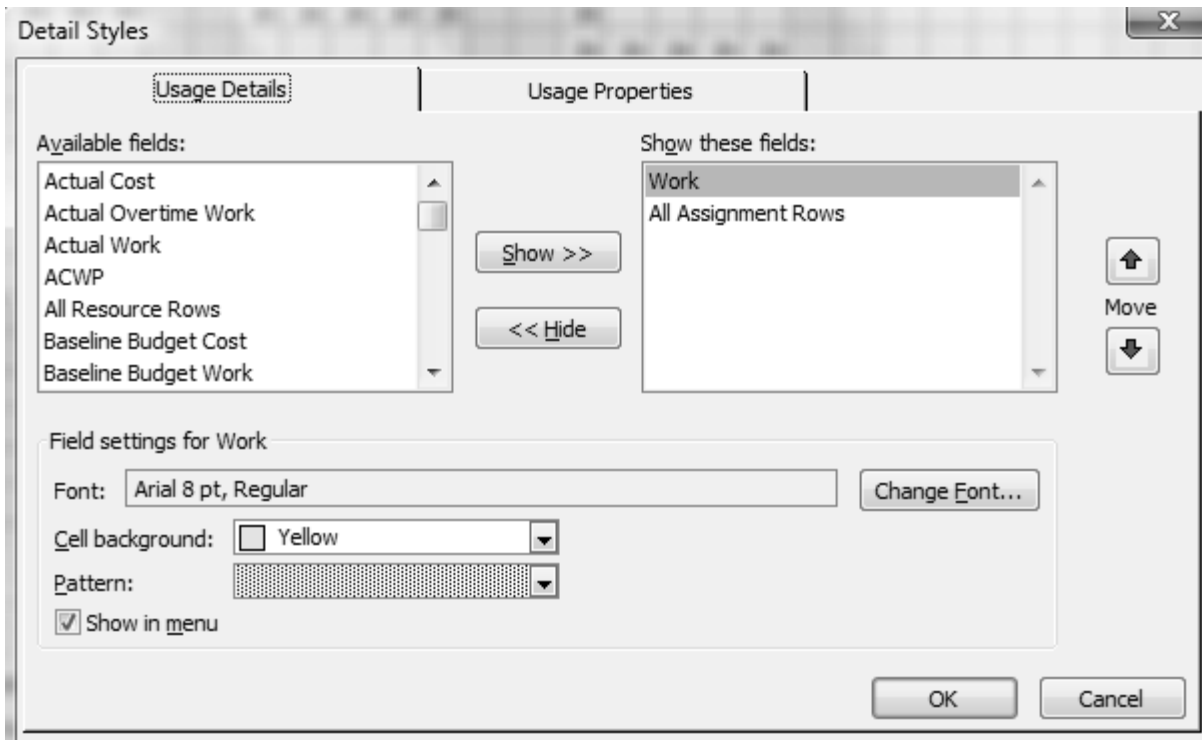 Detail Styles
X
Usage Details Usage Properties
Available fields: Show these fields:
Actual Cost Work
Actual Overtime Work All Assignment Rows
Actual Work Show >>
ACWP
All Resource Rows Move
Baseline Budget Cost << Hide
Baseline Budget Work
Field settings for Work
Font: Arial 8 pt, Regular Change Font...
Cell background: Yellow
Pattern:
Show in menu
OK Cancel